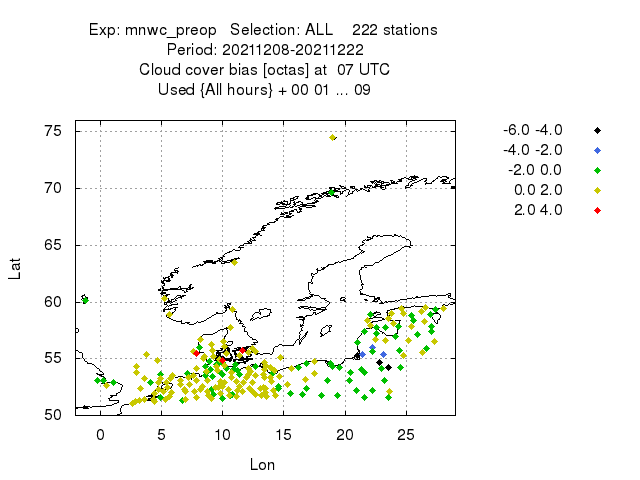 Exp: mnwc_preop Selection: ALL 222 stations
Period: 20211208-20211222
Cloud cover bias [octas] at 07 UTC
Used {All hours} + 00 01 ... 09
-6.0 -4.0
-4.0 -2.0
-2.0 0.0
0.0 2.0
2.0 4.0
75
70
65
60
55
50
Lat
0 5 10 15 20 25
Lon